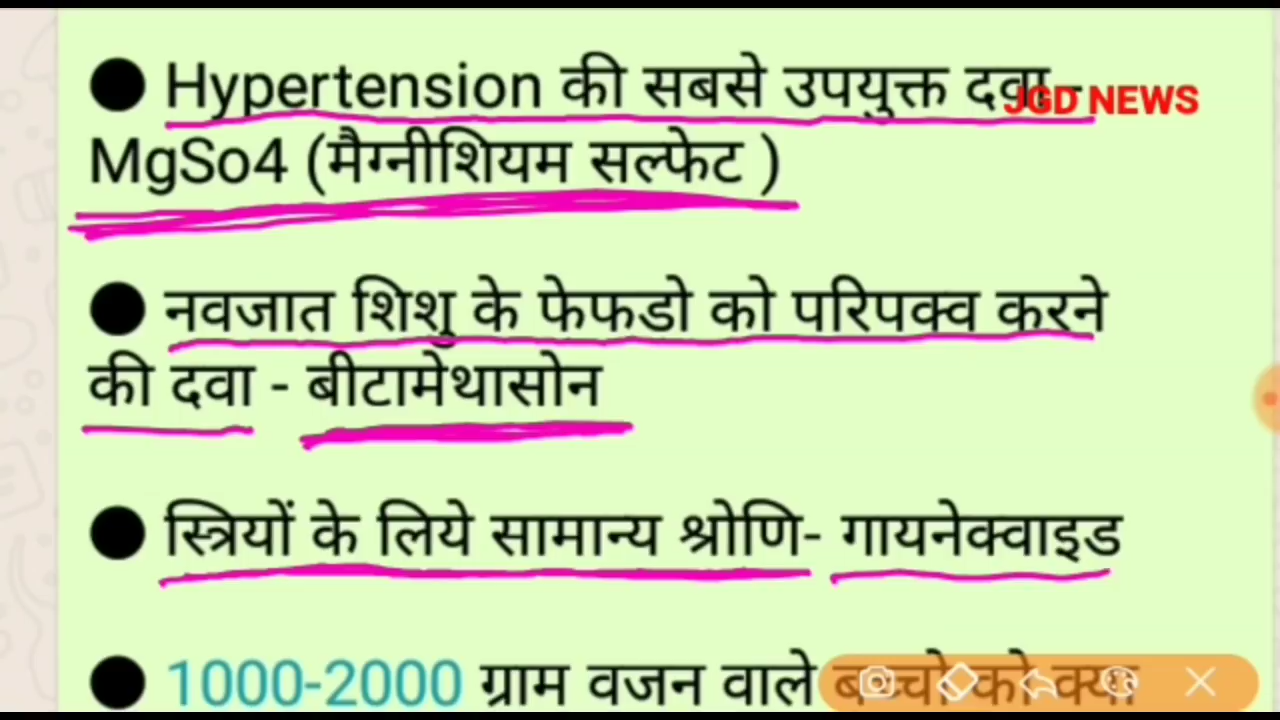 ● Hypertension की सबसे उपयुक्त दवा-
JGD NEWS
MgSo4 (मैग्नीशियम सल्फेट )
● नवजात शिशु के फेफडो को परिपक्व करने
की दवा - बीटामेथासोन
● स्त्रियों के लिये सामान्य श्रोणि- गायनेक्वाइड
● 1000-2000 ग्राम वजन वाले बच्चो को क्या